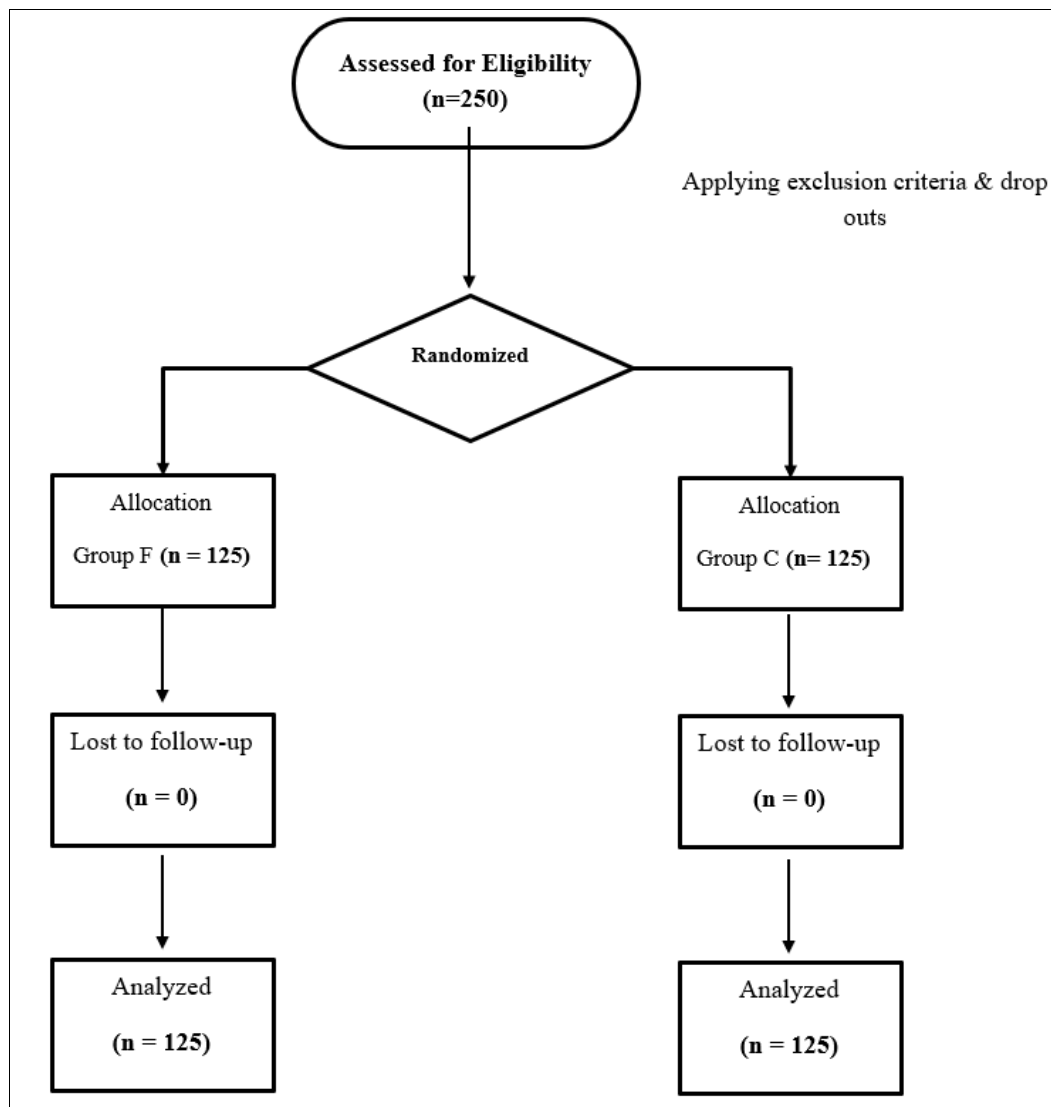 Assessed for Eligibility
(n=250)
Applying exclusion criteria & drop
outs
Randomized
Allocation
Group F (n = 125)
Allocation
Group C (n= 125)
Lost to follow-up
(n = 0)
Lost to follow-up
(n = 0)
Analyzed
(n = 125)
Analyzed
(n = 125)